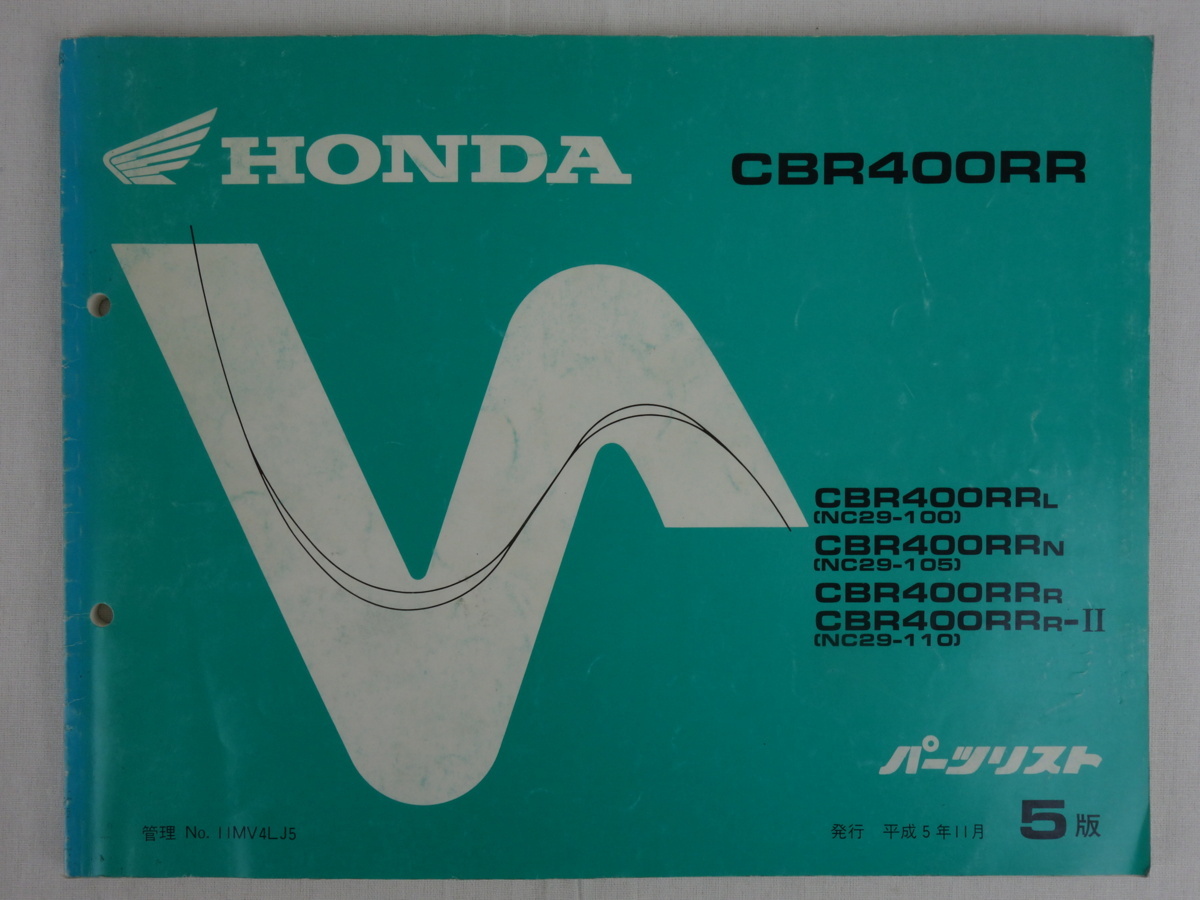 HONDA
CBR400RR
CBR400RRL
(NC29-100)
CBR400RRN
(NC29-105)
CBR400RRR
CBR400RRR-II
(NC29-110)
パーツリスト
管理 No. 11MV4LJ5
発行 平成5年11月 5版